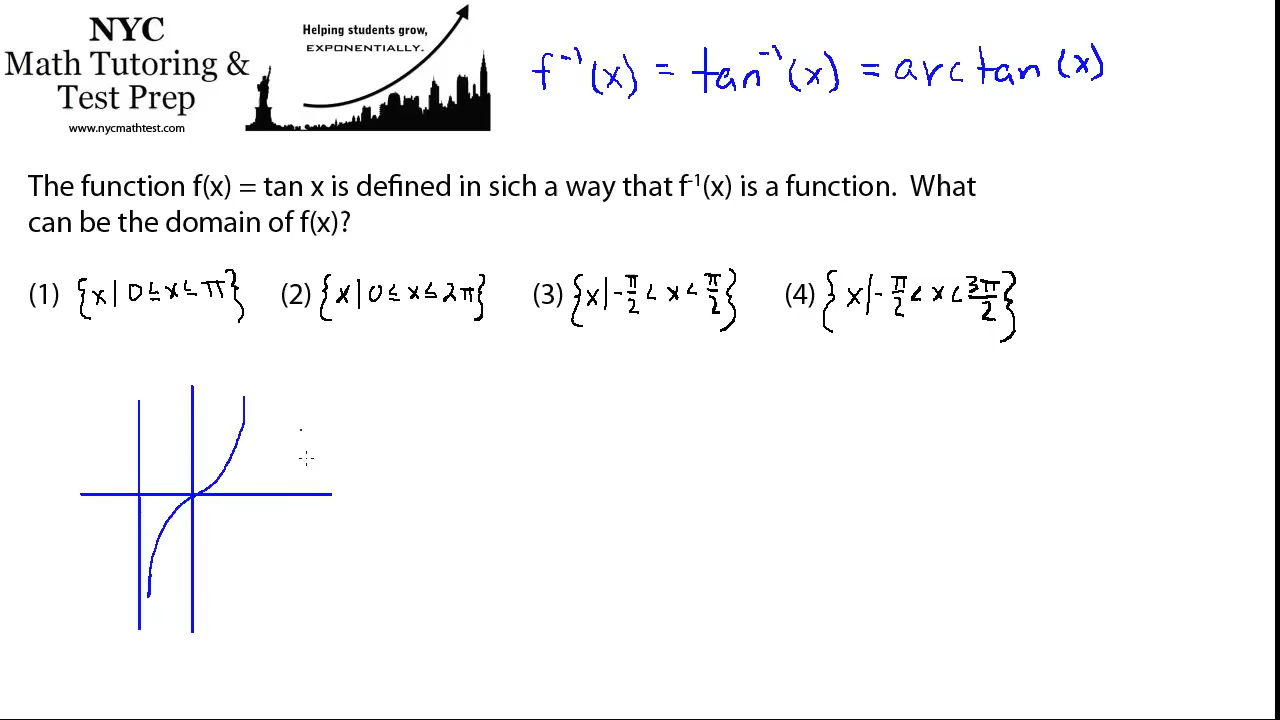 NYC
Math Tutoring &
Test Prep
www.nycmathtest.com
Helping students grow,
EXPONENTIALLY.
f⁻¹(x) = tan⁻¹(x) = arctan(x)
The function f(x) = tan x is defined in sich a way that f⁻¹(x) is a function. What
can be the domain of f(x)?
(1) {x | 0 ≤ x ≤ π} (2) {x | 0 ≤ x ≤ 2π} (3) {x | -π/2 < x < π/2} (4) {x | -π/2 < x < 3π/2}